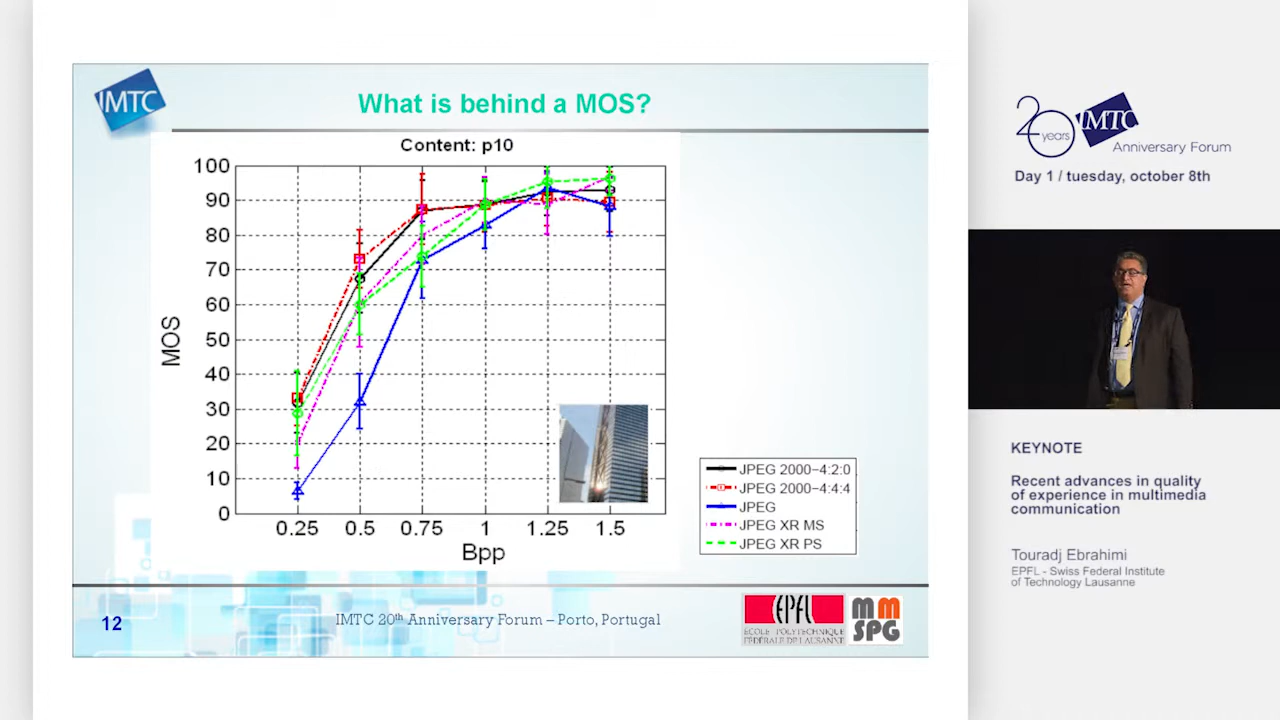 IMTC
What is behind a MOS?
Content: p10
100
90
80
70
60
50
40
30
20
10
0
MOS
0.25 0.5 0.75 1 1.25 1.5
Bpp
JPEG 2000−4:2:0
JPEG 2000−4:4:4
JPEG
JPEG XR MS
JPEG XR PS
12
IMTC 20th Anniversary Forum – Porto, Portugal
EPFL
ÉCOLE POLYTECHNIQUE
FÉDÉRALE DE LAUSANNE
MM
SPG
20 years IMTC
Anniversary Forum
Day 1 / tuesday, october 8th
KEYNOTE
Recent advances in quality
of experience in multimedia
communication
Touradj Ebrahimi
EPFL - Swiss Federal Institute
of Technology Lausanne